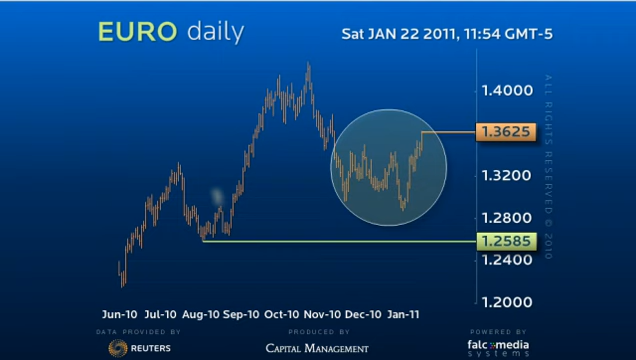 EURO daily
Sat JAN 22 2011, 11:54 GMT-5
1.4000
1.3625
1.3200
1.2800
1.2585
1.2400
1.2000
ALL RIGHTS RESERVED © 2010
Jun-10 Jul-10 Aug-10 Sep-10 Oct-10 Nov-10 Dec-10 Jan-11
DATA PROVIDED BY
REUTERS
PRODUCED BY
CAPITAL MANAGEMENT
POWERED BY
falc media
systems